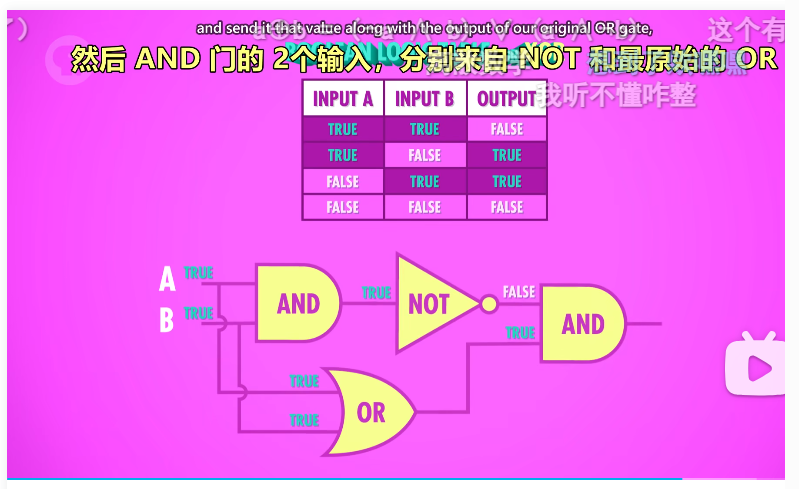 and send it that value along with the output of our original OR gate,
然后 AND 门的 2个输入，分别来自 NOT 和最原始的 OR
这个有
我听不懂咋整
INPUT A INPUT B OUTPUT
TRUE TRUE FALSE
TRUE FALSE TRUE
FALSE TRUE TRUE
FALSE FALSE FALSE
A TRUE
B TRUE
AND
TRUE
NOT
FALSE
TRUE
AND
TRUE
TRUE
OR